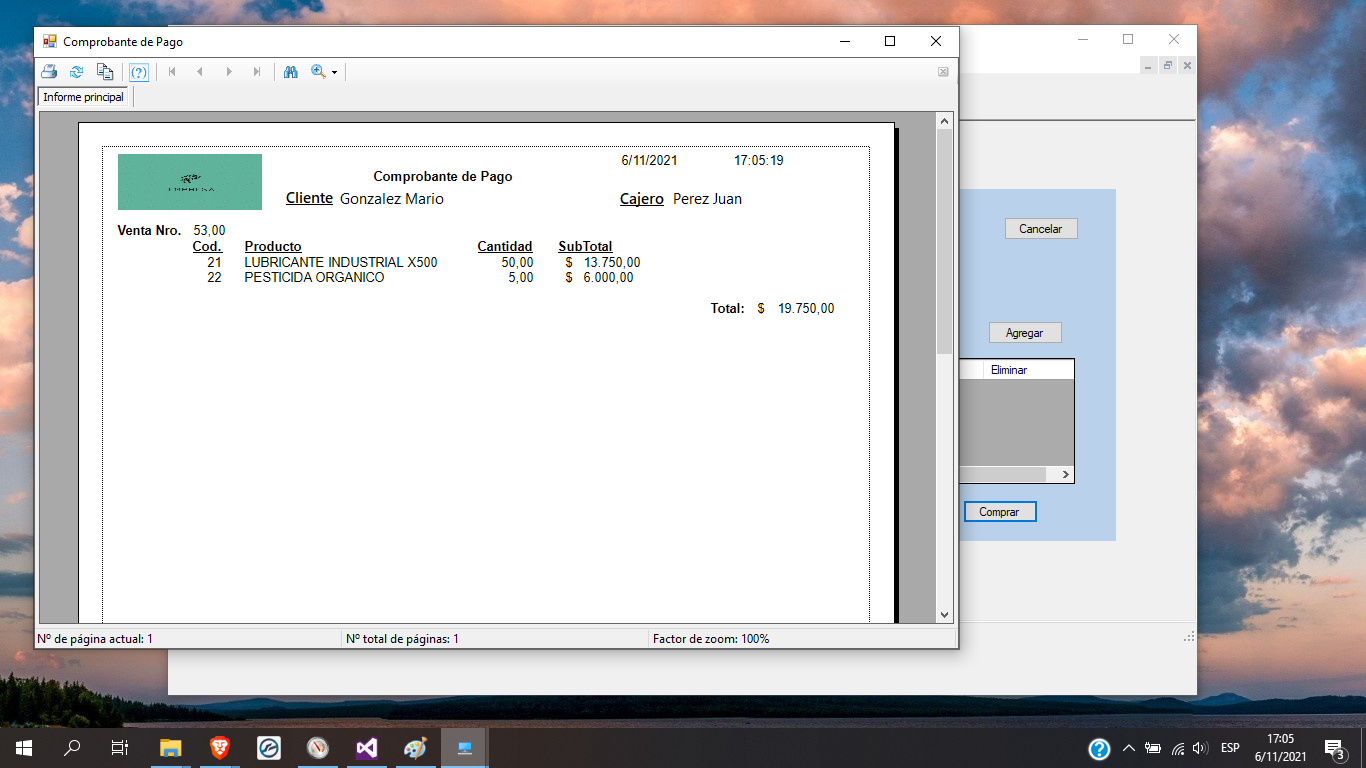 Comprobante de Pago
Informe principal
6/11/2021 17:05:19
EMPRESA
Comprobante de Pago
Cliente Gonzalez Mario Cajero Perez Juan
Venta Nro. 53,00
Cod. Producto Cantidad SubTotal
21 LUBRICANTE INDUSTRIAL X500 50,00 $ 13.750,00
22 PESTICIDA ORGANICO 5,00 $ 6.000,00
Total: $ 19.750,00
Nº de página actual: 1 Nº total de páginas: 1 Factor de zoom: 100%
Cancelar
Agregar
Eliminar
Comprar
ESP
17:05
6/11/2021
3